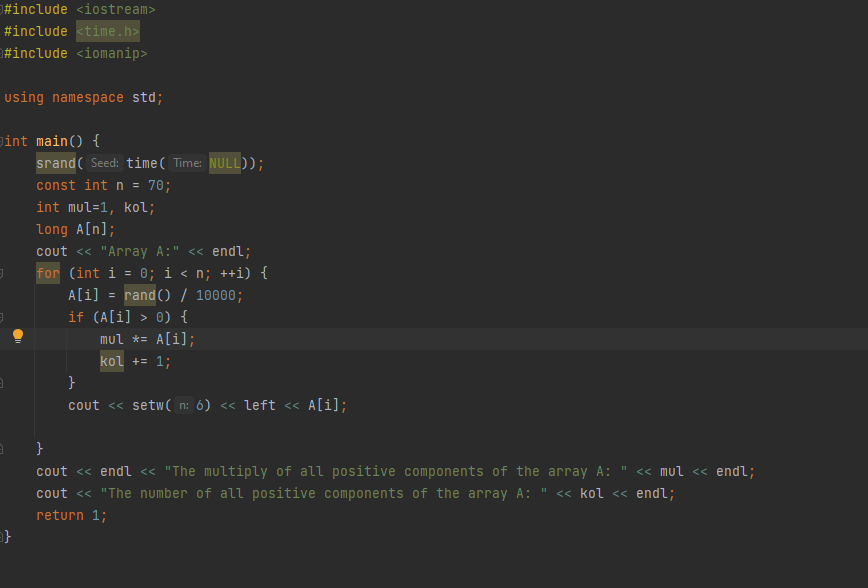 #include <iostream>
#include <time.h>
#include <iomanip>
using namespace std;
int main() {
    srand( Seed: time( Time: NULL));
    const int n = 70;
    int mul=1, kol;
    long A[n];
    cout << "Array A:" << endl;
    for (int i = 0; i < n; ++i) {
        A[i] = rand() / 10000;
        if (A[i] > 0) {
            mul *= A[i];
            kol += 1;
        }
        cout << setw( n: 6) << left << A[i];
    }
    cout << endl << "The multiply of all positive components of the array A: " << mul << endl;
    cout << "The number of all positive components of the array A: " << kol << endl;
    return 1;
}